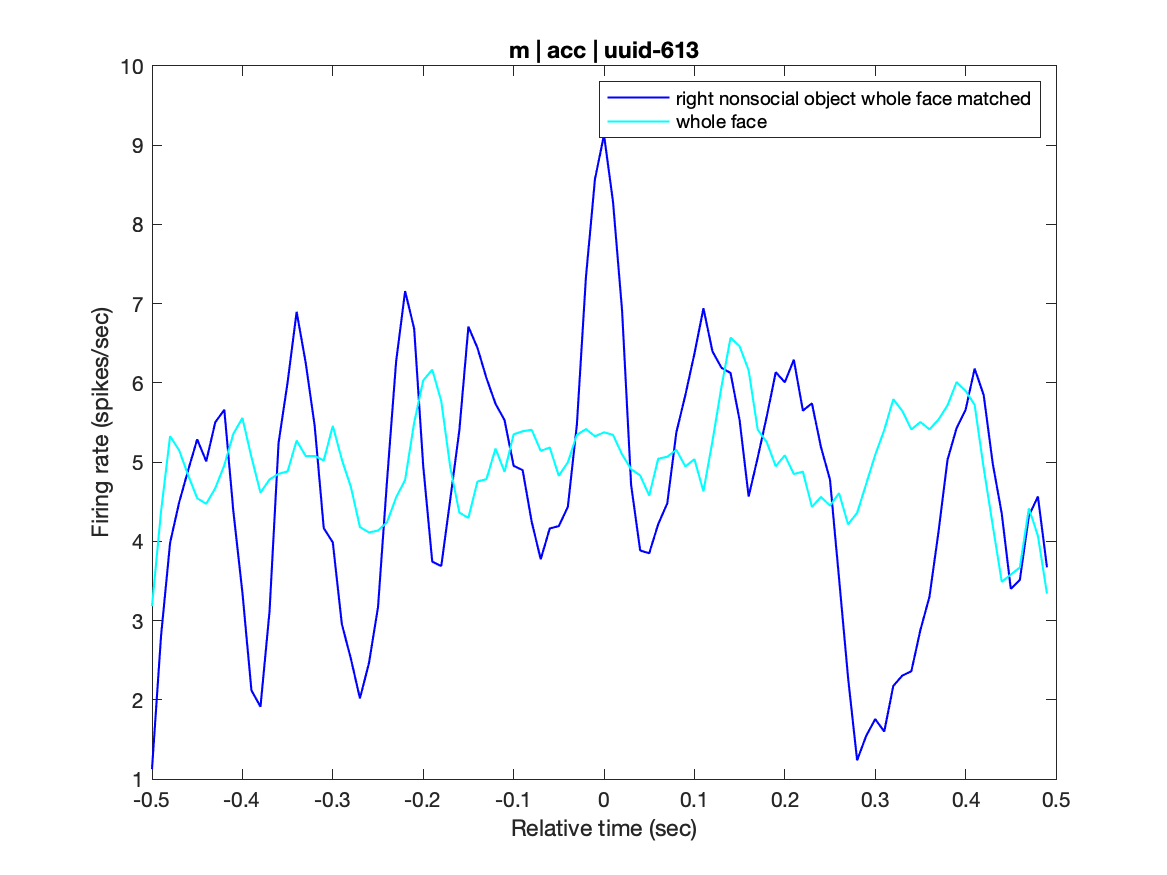 m | acc | uuid-613
right nonsocial object whole face matched
whole face
Firing rate (spikes/sec)
10
9
8
7
6
5
4
3
2
1
-0.5 -0.4 -0.3 -0.2 -0.1 0 0.1 0.2 0.3 0.4 0.5
Relative time (sec)